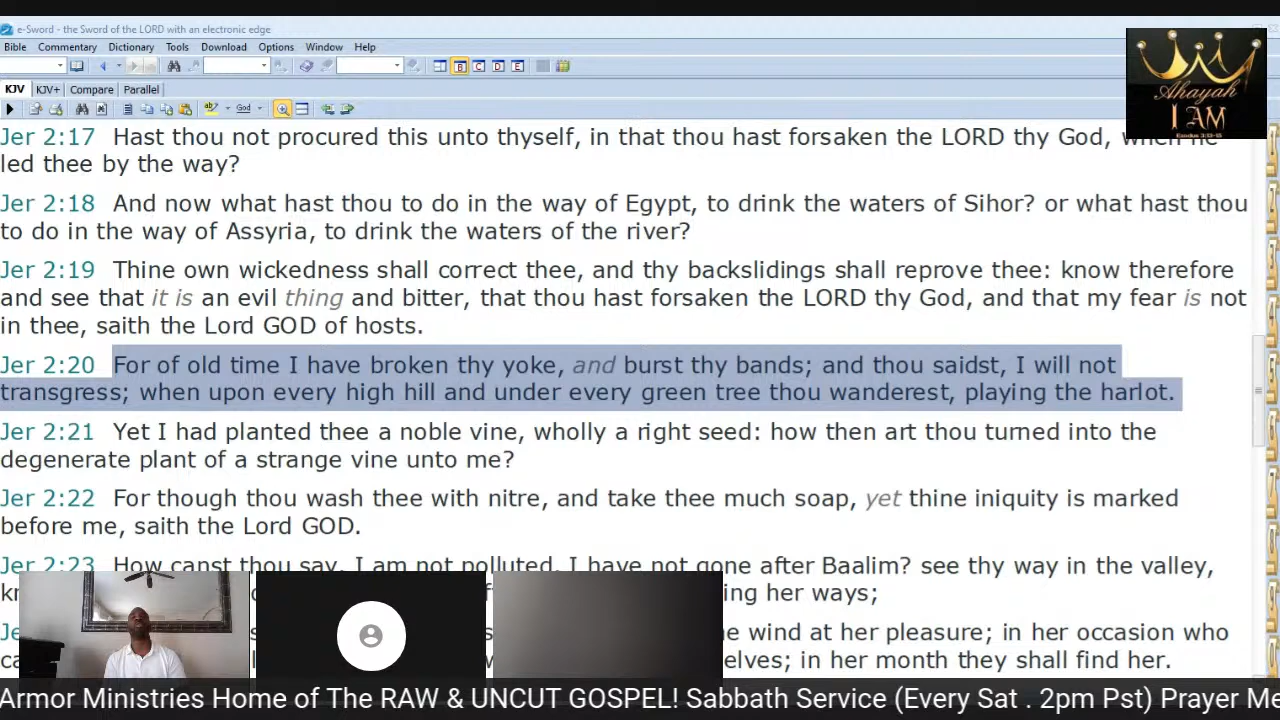 e-Sword - the Sword of the LORD with an electronic edge
Bible Commentary Dictionary Tools Download Options Window Help
B C D E
KJV KJV+ Compare Parallel
God
Ahayah
I AM
Exodus 3:13-15
Jer 2:17 Hast thou not procured this unto thyself, in that thou hast forsaken the LORD thy God, when he
led thee by the way?
Jer 2:18 And now what hast thou to do in the way of Egypt, to drink the waters of Sihor? or what hast thou
to do in the way of Assyria, to drink the waters of the river?
Jer 2:19 Thine own wickedness shall correct thee, and thy backslidings shall reprove thee: know therefore
and see that it is an evil thing and bitter, that thou hast forsaken the LORD thy God, and that my fear is not
in thee, saith the Lord GOD of hosts.
Jer 2:20 For of old time I have broken thy yoke, and burst thy bands; and thou saidst, I will not
transgress; when upon every high hill and under every green tree thou wanderest, playing the harlot.
Jer 2:21 Yet I had planted thee a noble vine, wholly a right seed: how then art thou turned into the
degenerate plant of a strange vine unto me?
Jer 2:22 For though thou wash thee with nitre, and take thee much soap, yet thine iniquity is marked
before me, saith the Lord GOD.
Jer 2:23 How canst thou say, I am not polluted, I have not gone after Baalim? see thy way in the valley,
her ways;
wind at her pleasure; in her occasion who
in her month they shall find her.
Armor Ministries Home of The RAW & UNCUT GOSPEL! Sabbath Service (Every Sat . 2pm Pst) Prayer Me